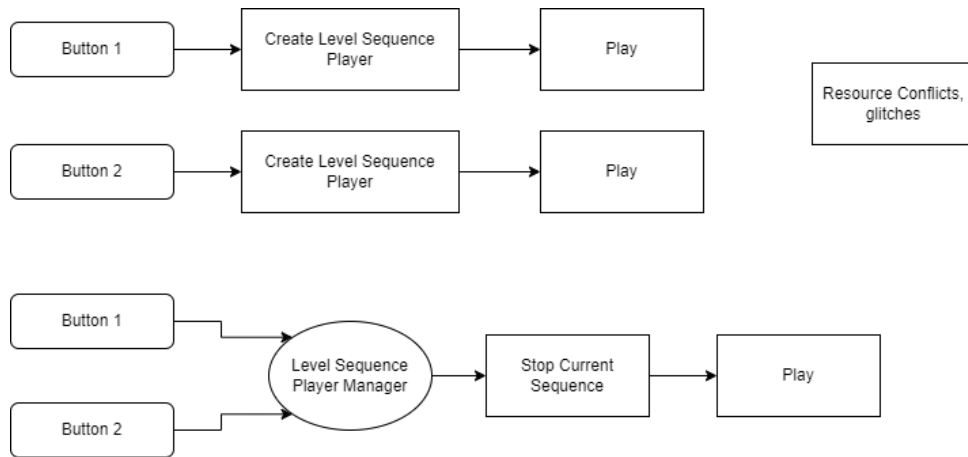 Button 1
Create Level Sequence
Player
Play
Resource Conflicts,
glitches
Button 2
Create Level Sequence
Player
Play
Button 1
Level Sequence
Player Manager
Stop Current
Sequence
Play
Button 2